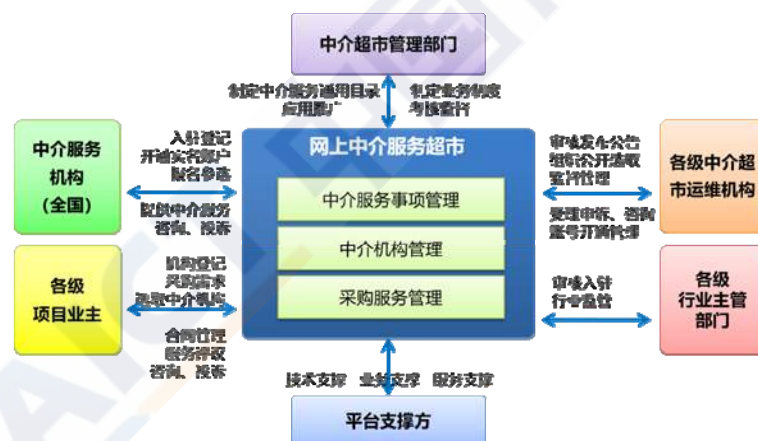 中介超市管理部门
制定中介服务通用目录 制定业务制度
应用推广 考核监督
中介服务
机构
(全国)
入驻登记
开通实名账户
报名参选
提供中介服务
咨询、投诉
各级
项目业主
机构登记
采购需求
选取中介机构
合同管理
服务评价
咨询、投诉
网上中介服务超市
中介服务事项管理
中介机构管理
采购服务管理
审核发布公告
组织公开选取
监督管理
受理申诉、咨询
账号开通管理
各级中介超
市运维机构
审核入驻
行业监管
各级
行业主管
部门
技术支撑 业务支撑 服务支撑
平台支撑方